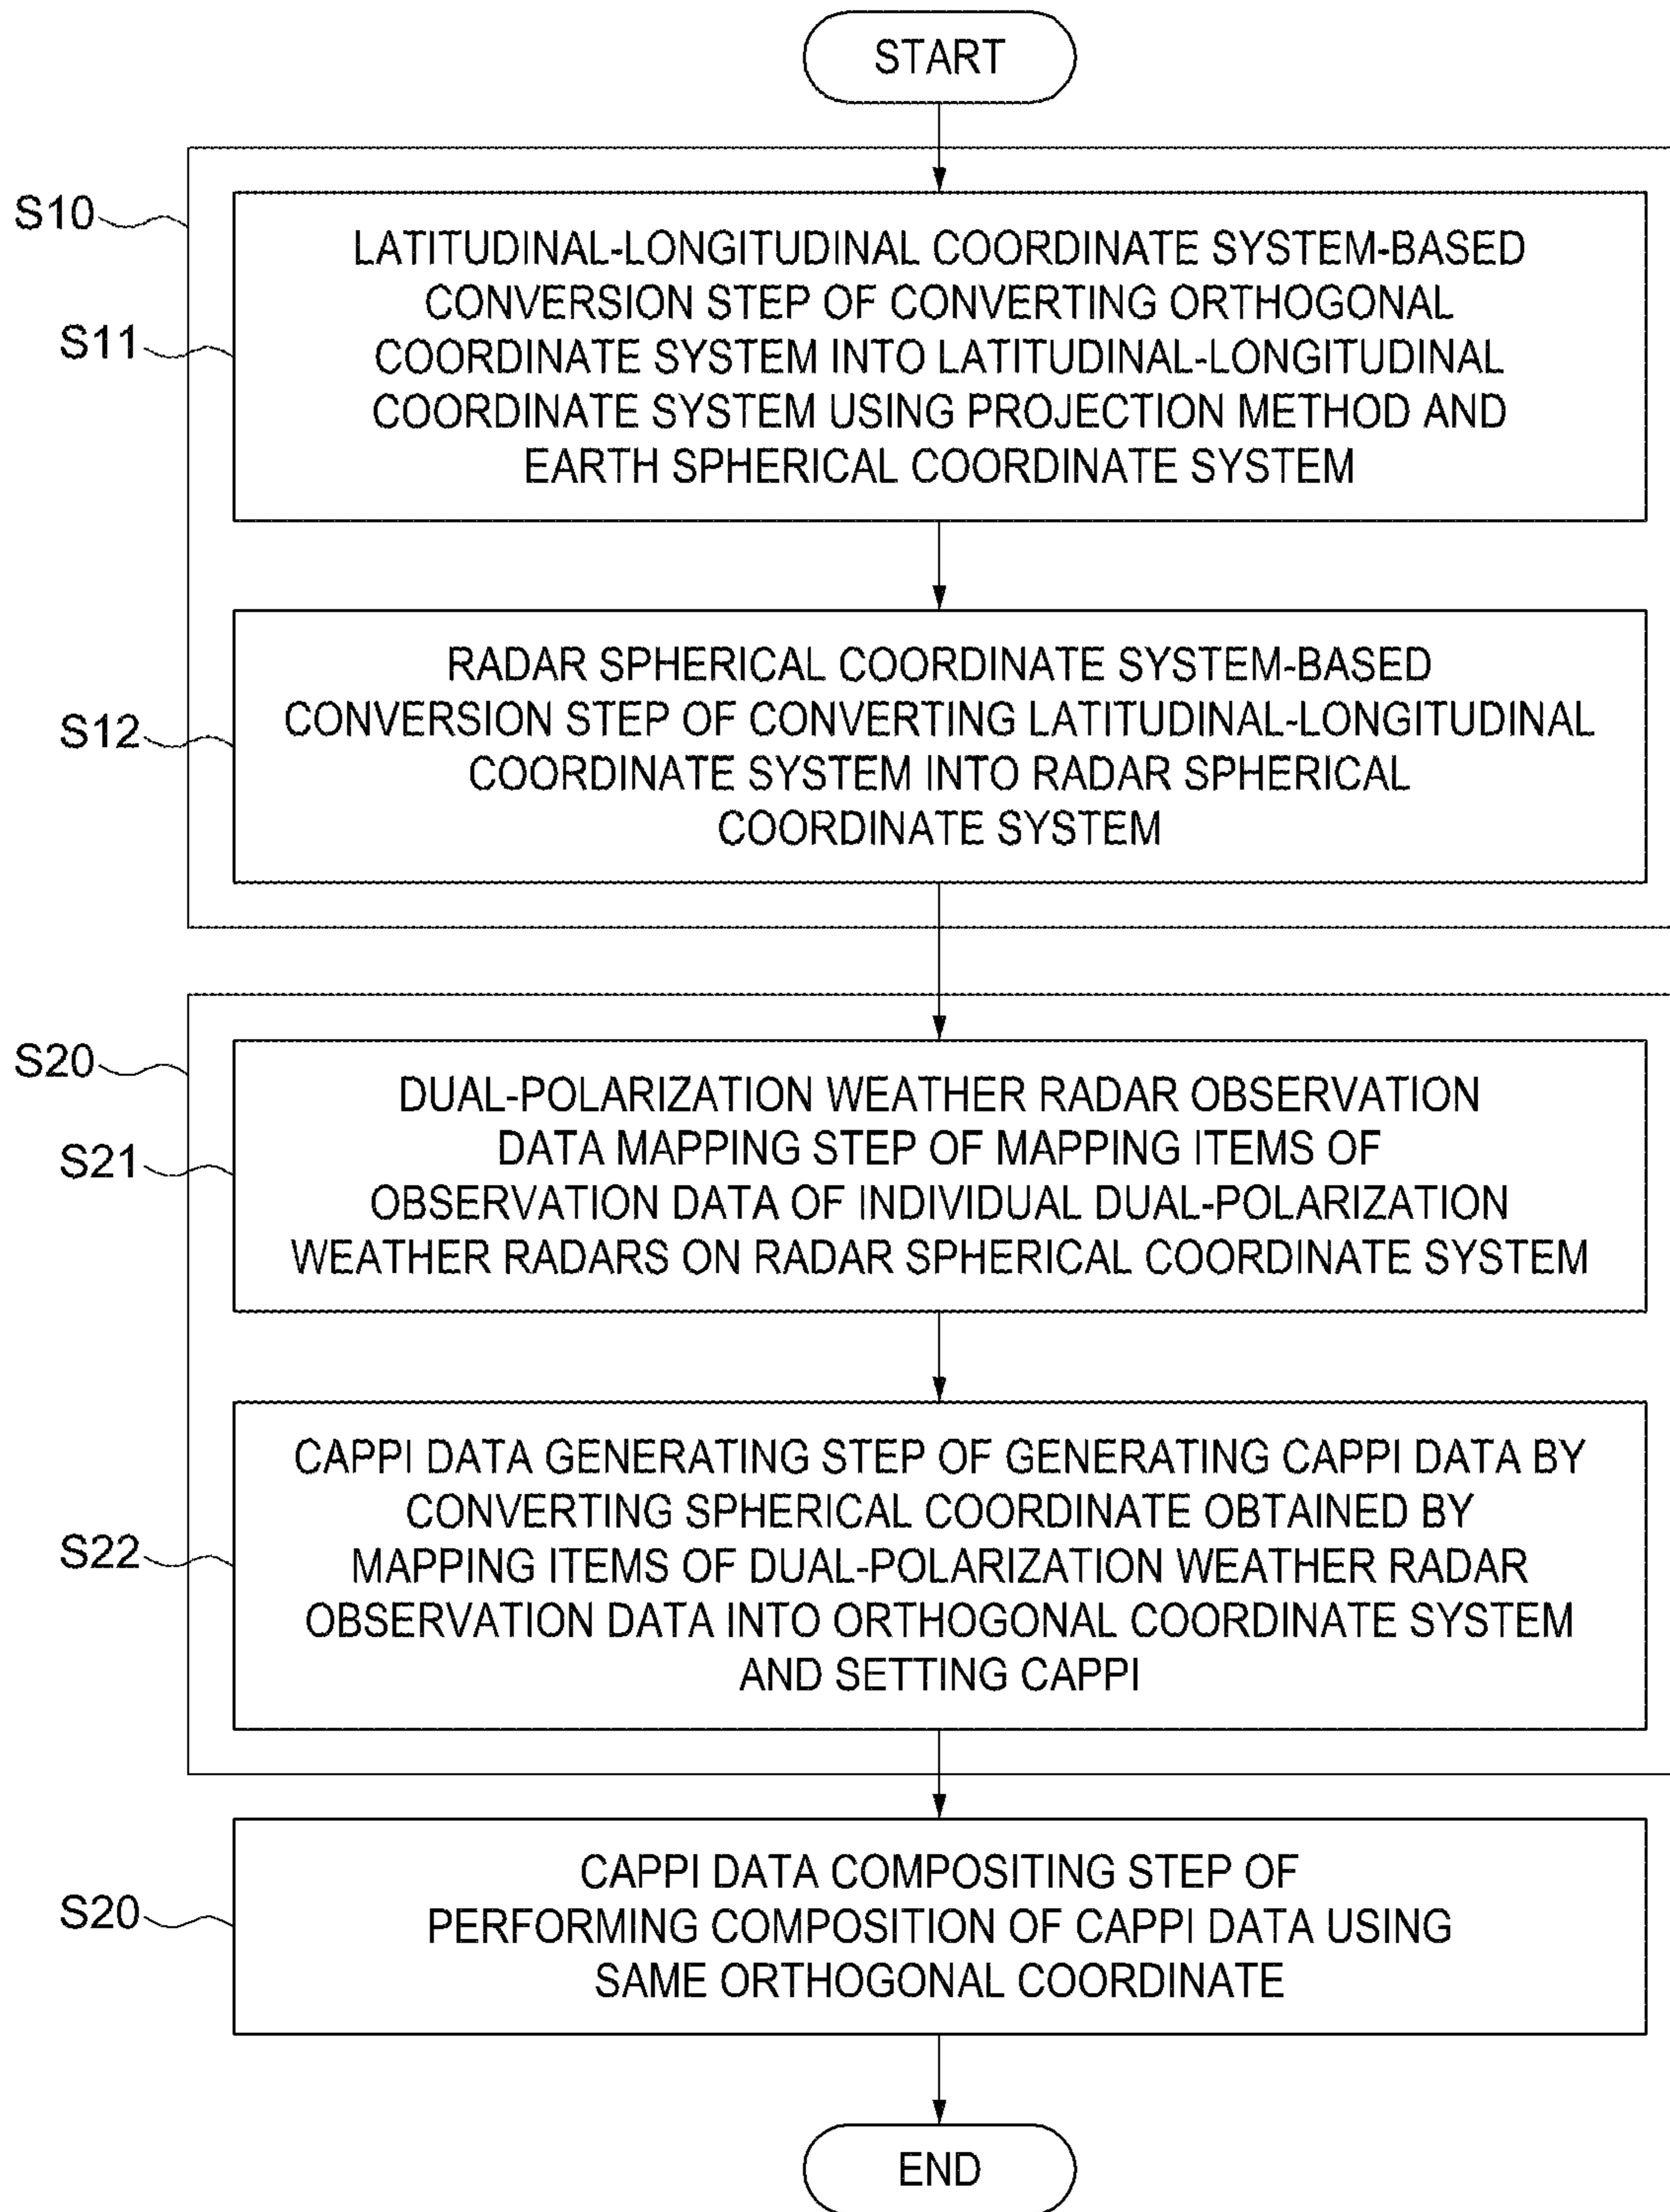 START
S10
LATITUDINAL-LONGITUDINAL COORDINATE SYSTEM-BASED
CONVERSION STEP OF CONVERTING ORTHOGONAL
S11
COORDINATE SYSTEM INTO LATITUDINAL-LONGITUDINAL
COORDINATE SYSTEM USING PROJECTION METHOD AND
EARTH SPHERICAL COORDINATE SYSTEM
RADAR SPHERICAL COORDINATE SYSTEM-BASED
S12
CONVERSION STEP OF CONVERTING LATITUDINAL-LONGITUDINAL
COORDINATE SYSTEM INTO RADAR SPHERICAL
COORDINATE SYSTEM
S20
DUAL-POLARIZATION WEATHER RADAR OBSERVATION
S21
DATA MAPPING STEP OF MAPPING ITEMS OF
OBSERVATION DATA OF INDIVIDUAL DUAL-POLARIZATION
WEATHER RADARS ON RADAR SPHERICAL COORDINATE SYSTEM
CAPPI DATA GENERATING STEP OF GENERATING CAPPI DATA BY
CONVERTING SPHERICAL COORDINATE OBTAINED BY
S22
MAPPING ITEMS OF DUAL-POLARIZATION WEATHER RADAR
OBSERVATION DATA INTO ORTHOGONAL COORDINATE SYSTEM
AND SETTING CAPPI
CAPPI DATA COMPOSITING STEP OF
S20
PERFORMING COMPOSITION OF CAPPI DATA USING
SAME ORTHOGONAL COORDINATE
END